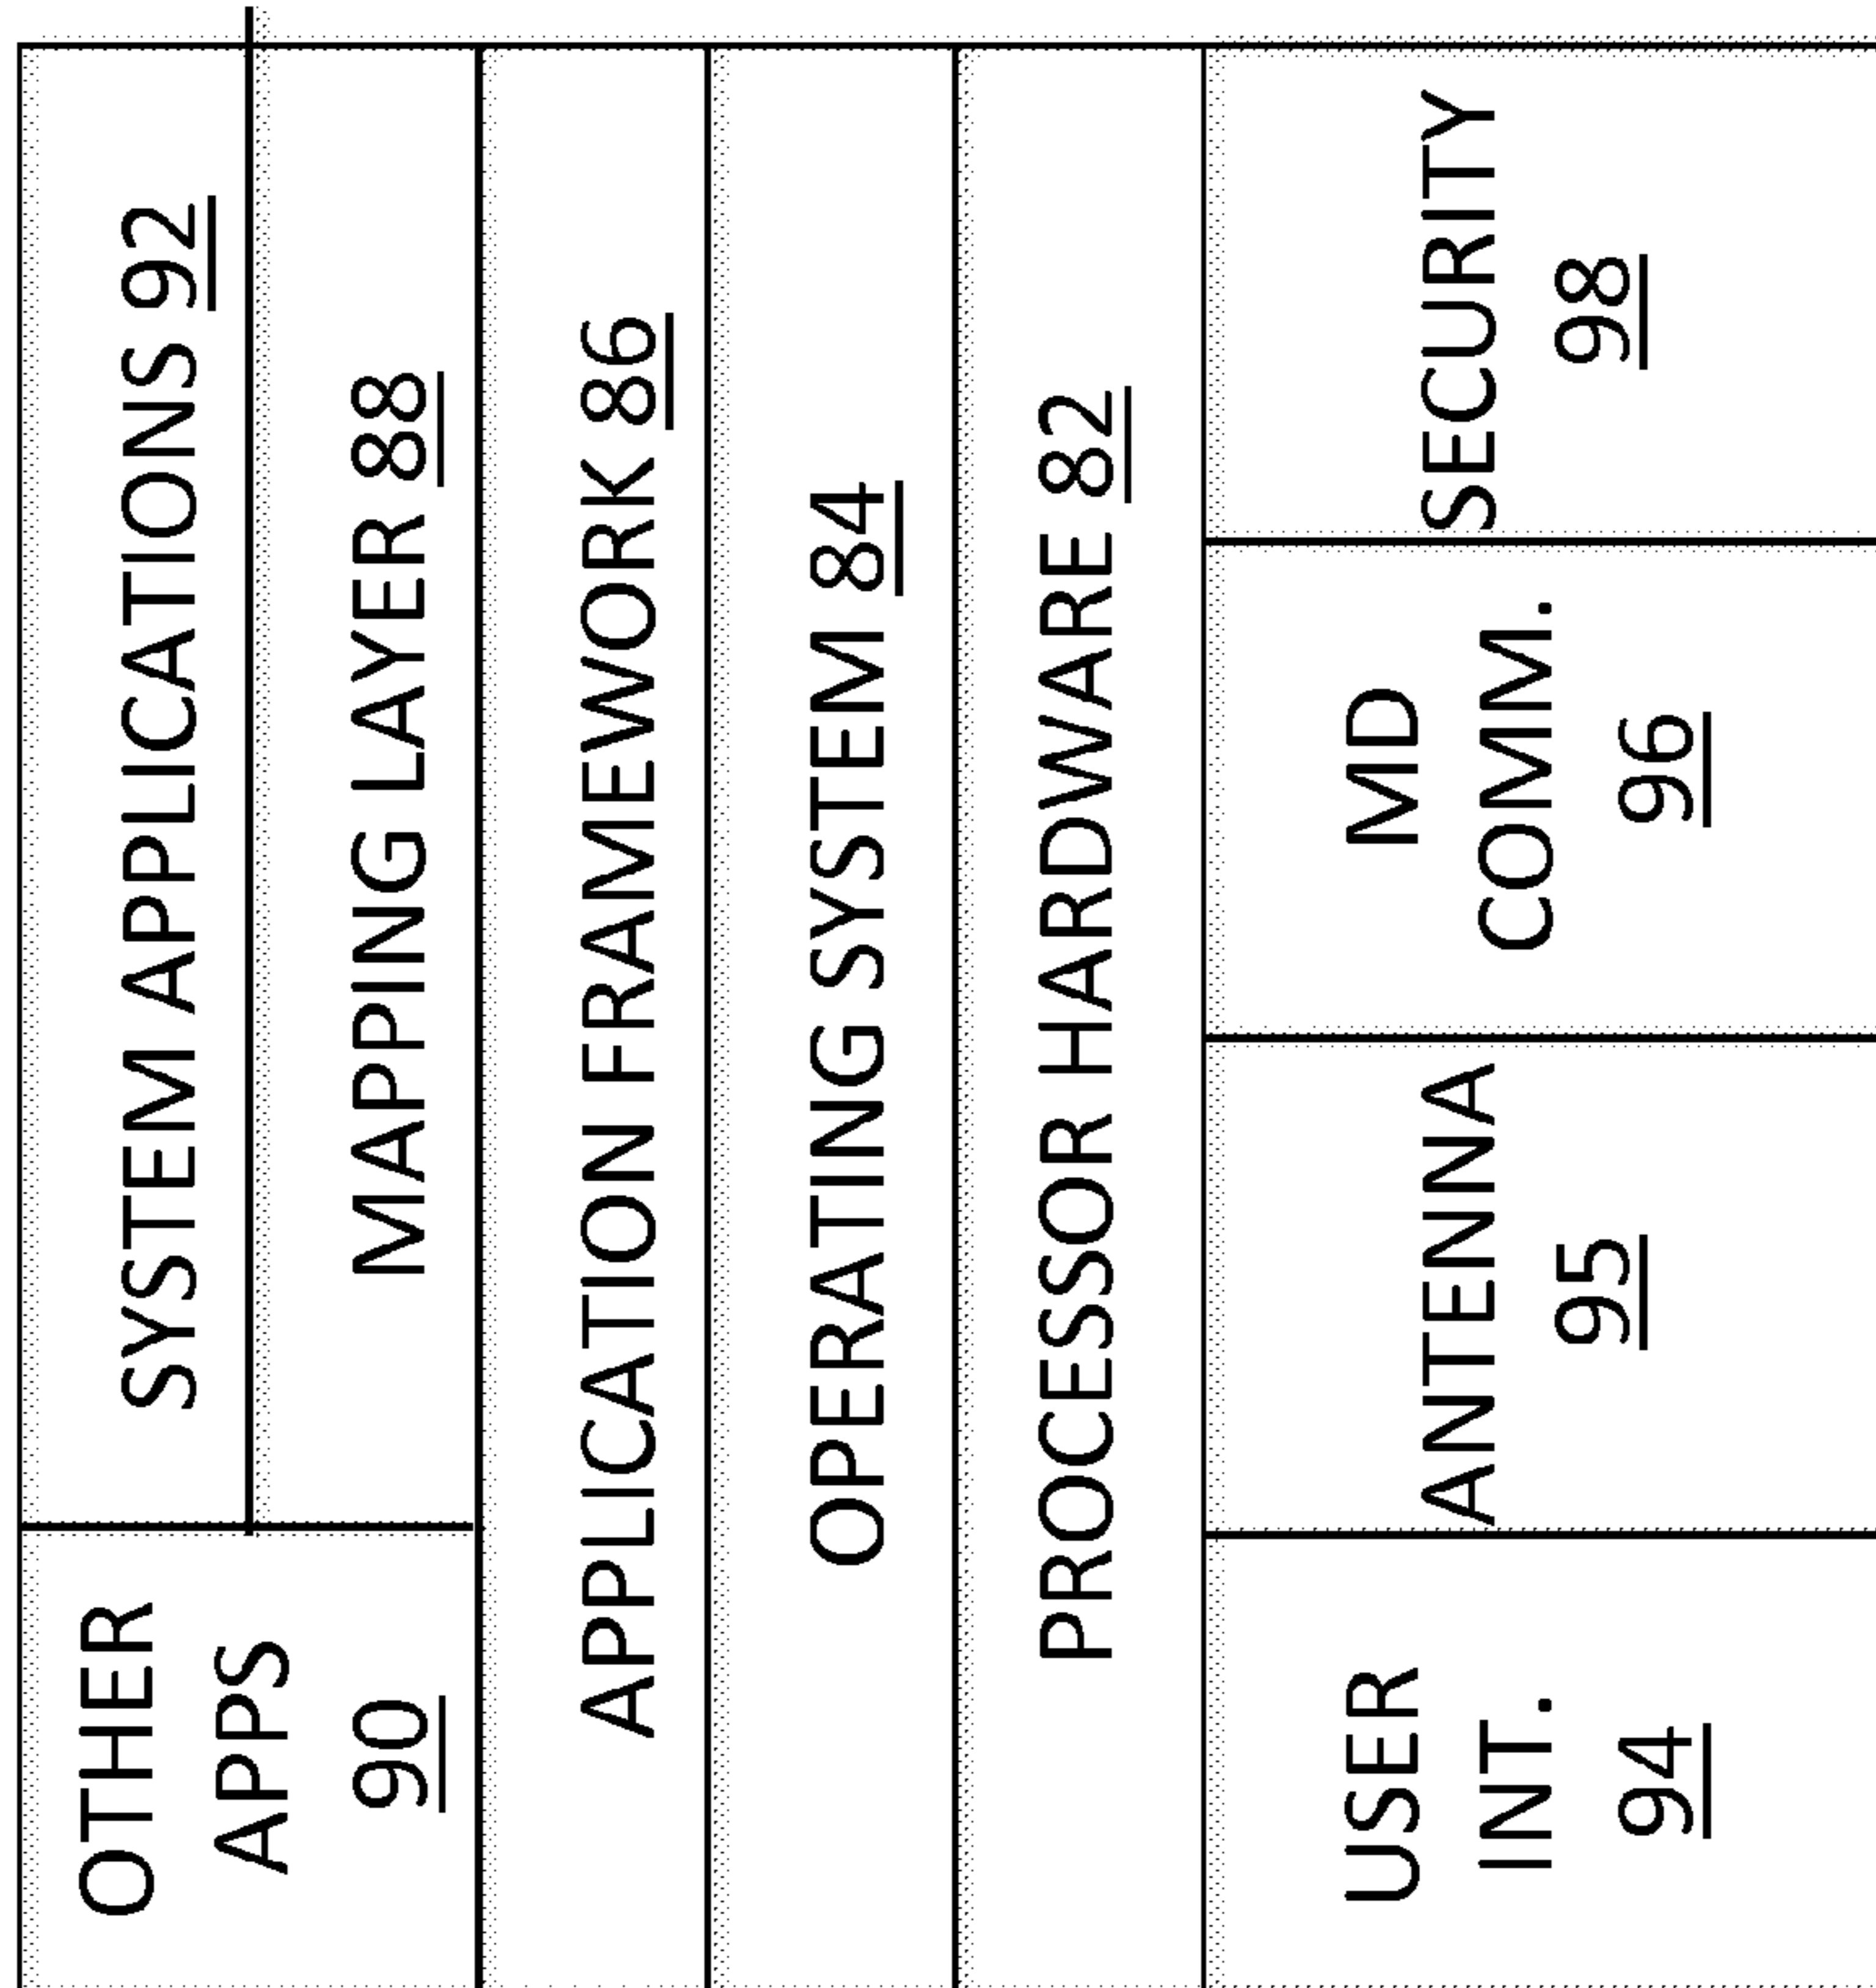 OTHER
APPS
90
SYSTEM APPLICATIONS 92
MAPPING LAYER 88
APPLICATION FRAMEWORK 86
OPERATING SYSTEM 84
PROCESSOR HARDWARE 82
USER
INT.
94
ANTENNA
95
MD
COMM.
96
SECURITY
98